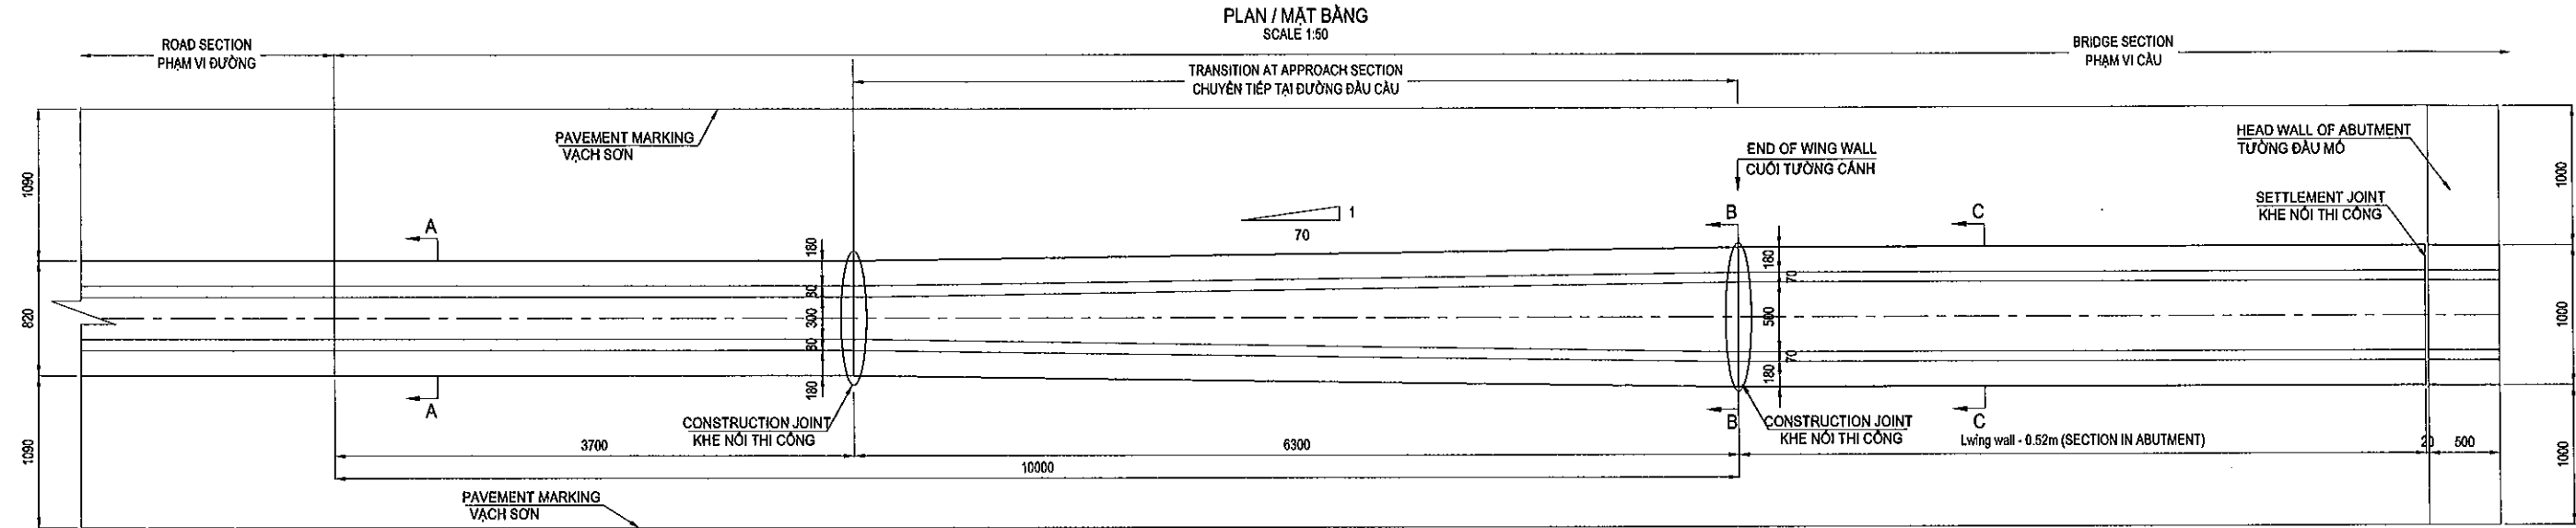 PLAN / MẶT BẰNG
SCALE 1:50
ROAD SECTION
PHẠM VI ĐƯỜNG
BRIDGE SECTION
PHẠM VI CẦU
TRANSITION AT APPROACH SECTION
CHUYỂN TIẾP TẠI ĐƯỜNG ĐẦU CẦU
PAVEMENT MARKING
VẠCH SƠN
END OF WING WALL
CUỐI TƯỜNG CÁNH
HEAD WALL OF ABUTMENT
TƯỜNG ĐẦU MỐ
SETTLEMENT JOINT
KHE NỐI THI CÔNG
1
70
A
B
C
1090
820
1090
180
80
300
80
180
180
70
500
70
180
1000
1000
1000
A
B
C
CONSTRUCTION JOINT
KHE NỐI THI CÔNG
CONSTRUCTION JOINT
KHE NỐI THI CÔNG
3700
6300
Lwing wall - 0.52m (SECTION IN ABUTMENT)
20
500
10000
PAVEMENT MARKING
VẠCH SƠN